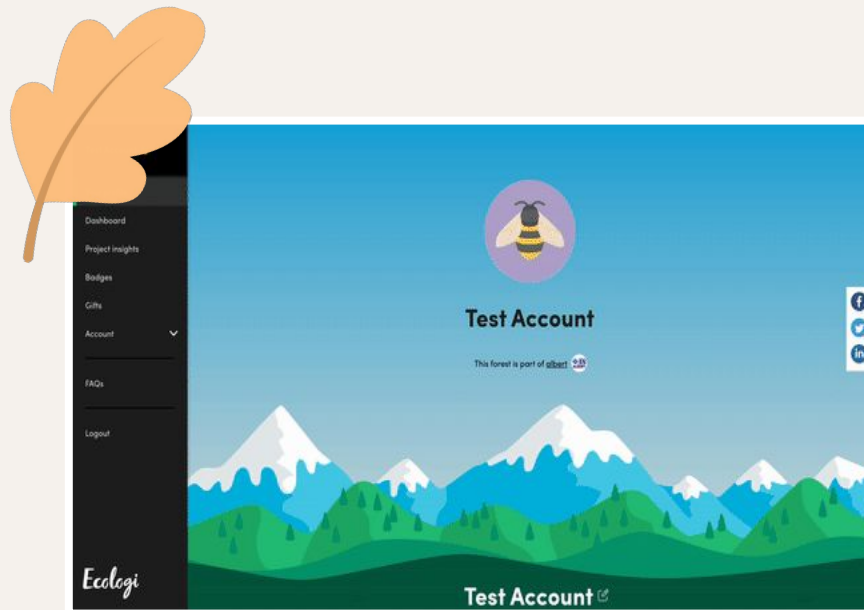 Dashboard
Project insights
Badges
Gifts
Account
FAQs
Logout
Ecologi
Test Account
This forest is part of albert
Test Account
f
in